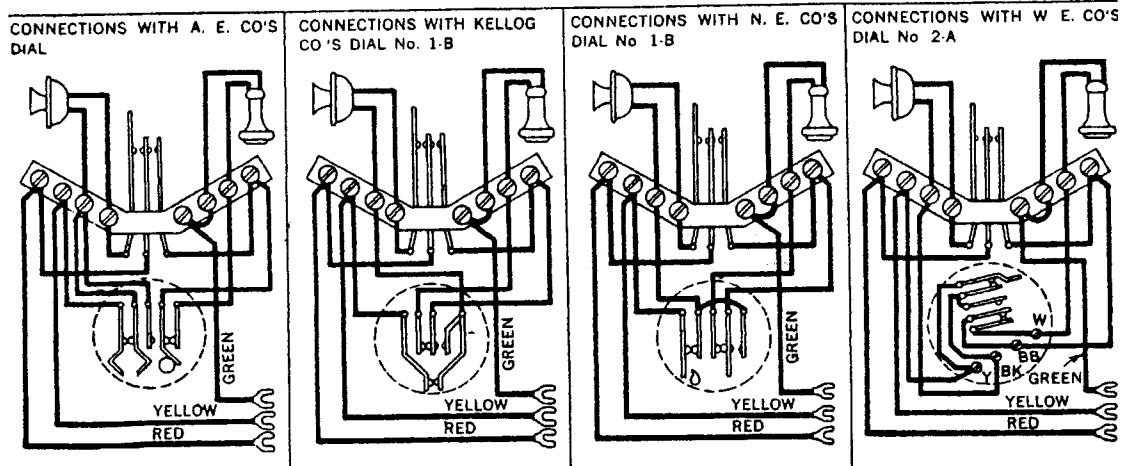 CONNECTIONS WITH A. E. CO'S
DIAL
GREEN
YELLOW
RED
CONNECTIONS WITH KELLOG
CO'S DIAL No. 1-B
GREEN
YELLOW
RED
CONNECTIONS WITH N. E. CO'S
DIAL No 1-B
GREEN
YELLOW
RED
CONNECTIONS WITH W E. CO'S
DIAL No 2-A
W
BB
BK
Y
GREEN
YELLOW
RED